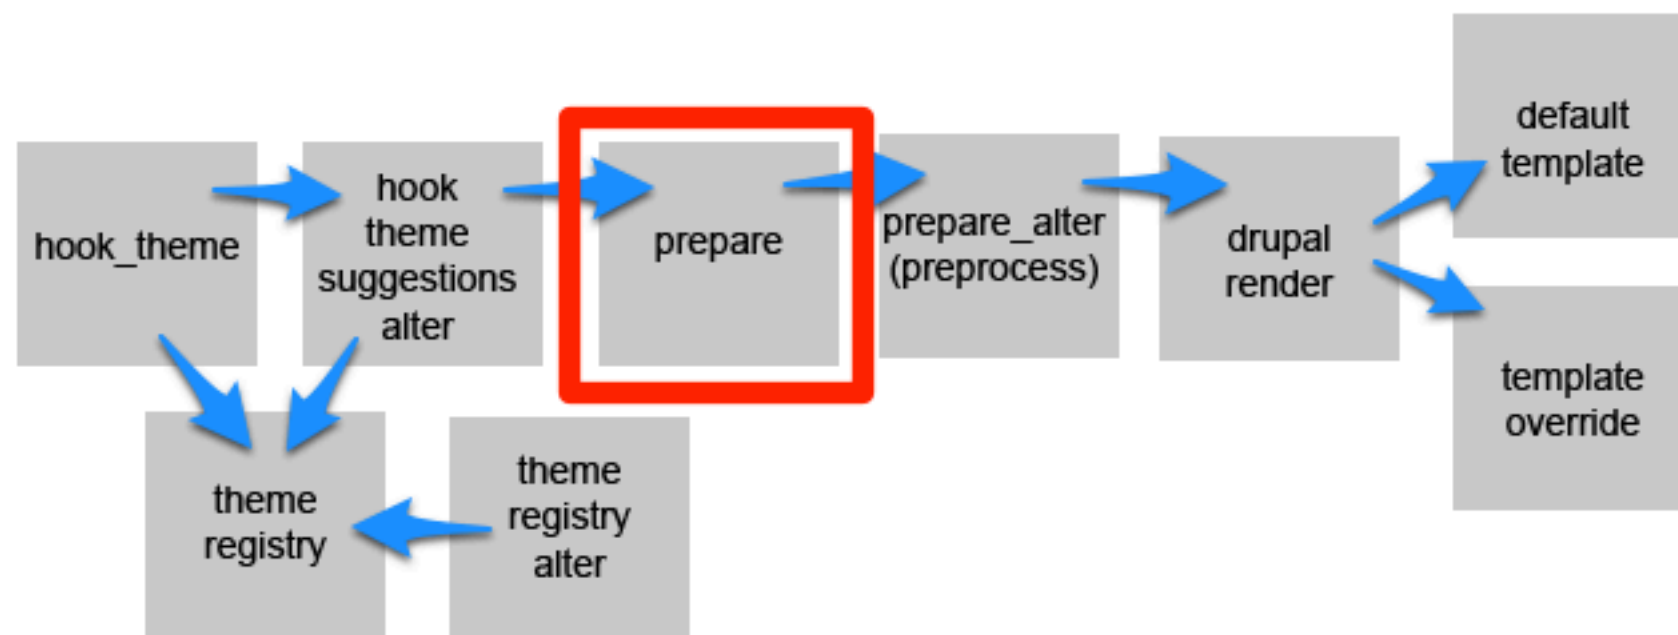 hook_theme
hook
theme
suggestions
alter
prepare
prepare_alter
(preprocess)
drupal
render
default
template
template
override
theme
registry
theme
registry
alter